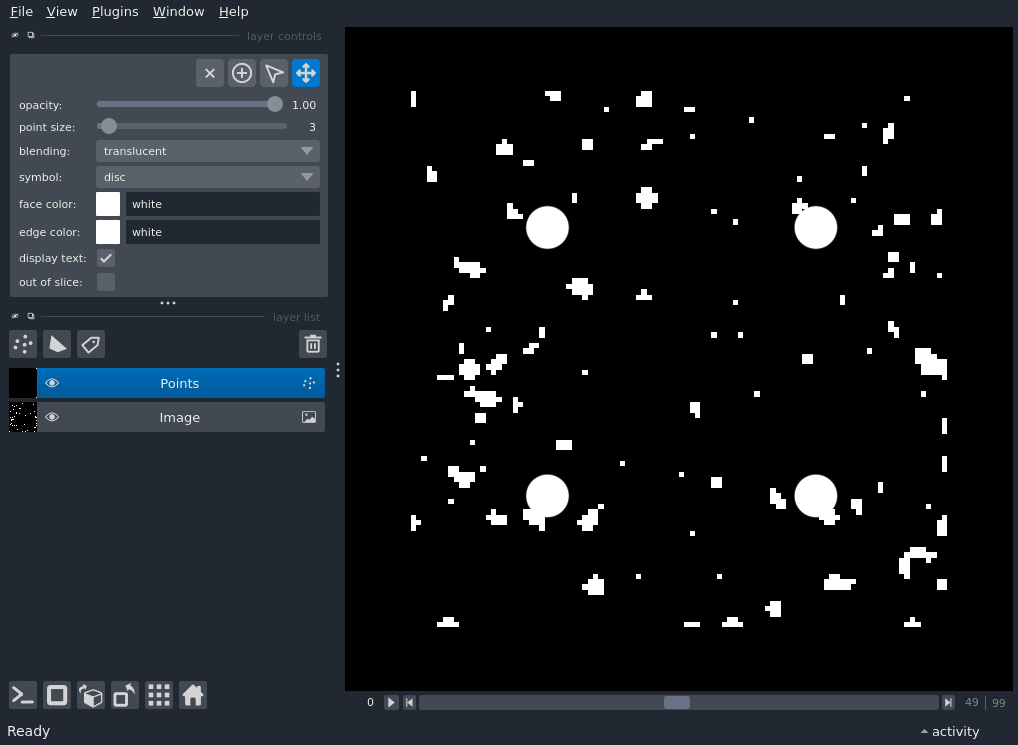 File View Plugins Window Help
layer controls
opacity: 1.00
point size: 3
blending: translucent
symbol: disc
face color: white
edge color: white
display text:
out of slice:
layer list
Points
Image
0 49 99
Ready activity